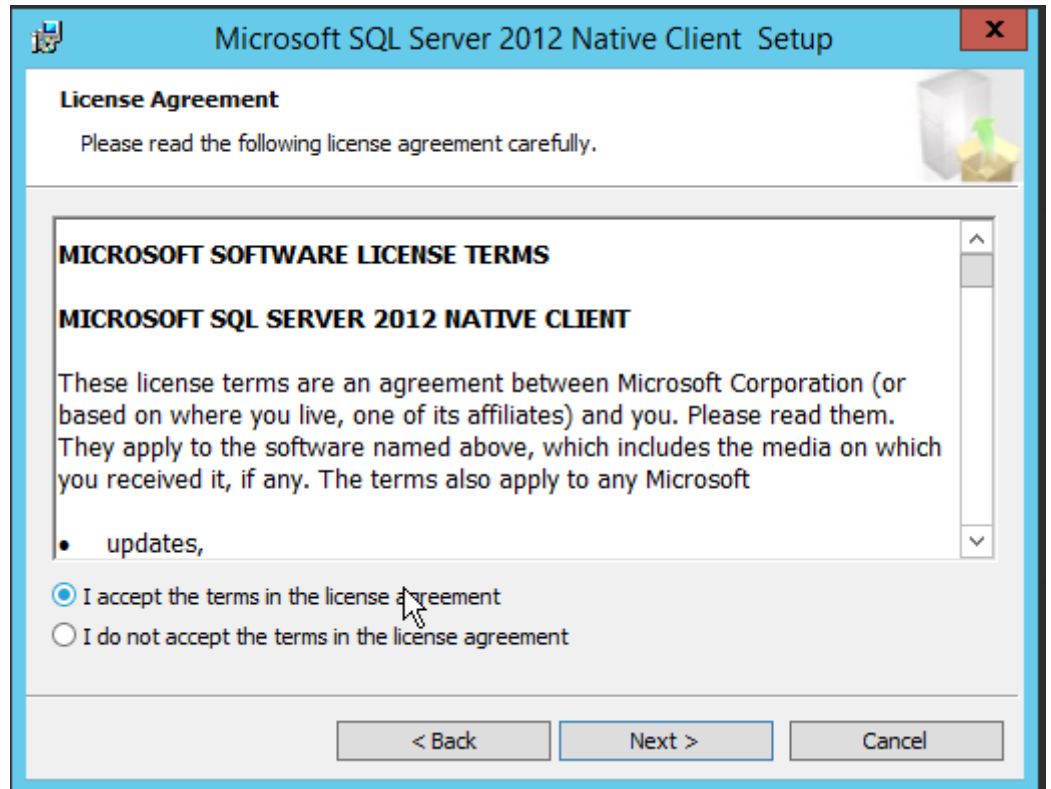 Microsoft SQL Server 2012 Native Client Setup
x
License Agreement
Please read the following license agreement carefully.
MICROSOFT SOFTWARE LICENSE TERMS
MICROSOFT SQL SERVER 2012 NATIVE CLIENT
These license terms are an agreement between Microsoft Corporation (or
based on where you live, one of its affiliates) and you. Please read them.
They apply to the software named above, which includes the media on which
you received it, if any. The terms also apply to any Microsoft
• updates,
I accept the terms in the license agreement
I do not accept the terms in the license agreement
< Back
Next >
Cancel